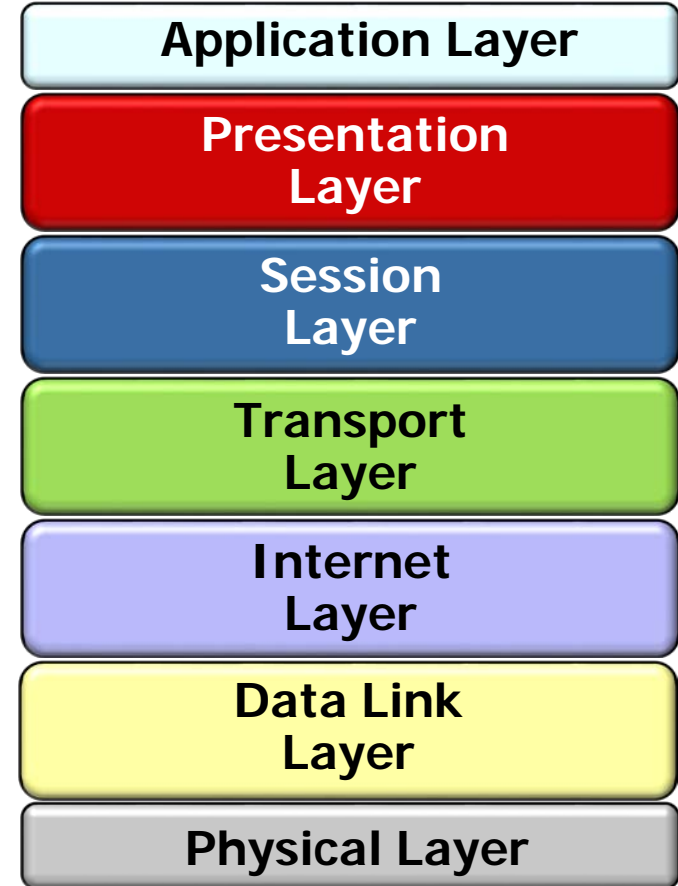 Application Layer
Presentation
Layer
Session
Layer
Transport
Layer
Internet
Layer
Data Link
Layer
Physical Layer